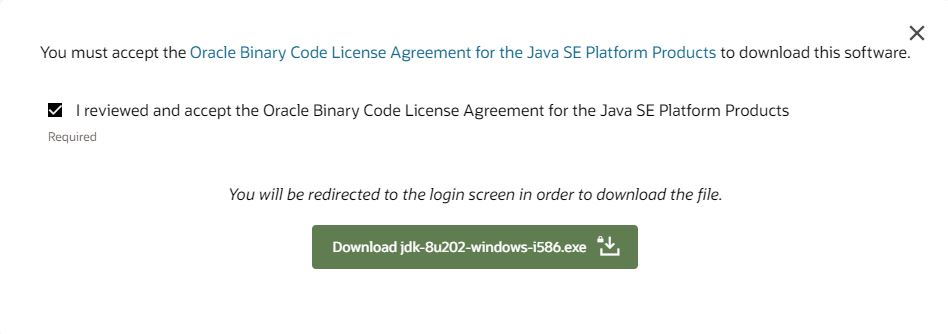 You must accept the Oracle Binary Code License Agreement for the Java SE Platform Products to download this software.
I reviewed and accept the Oracle Binary Code License Agreement for the Java SE Platform Products
Required
You will be redirected to the login screen in order to download the file.
Download jdk-8u202-windows-i586.exe